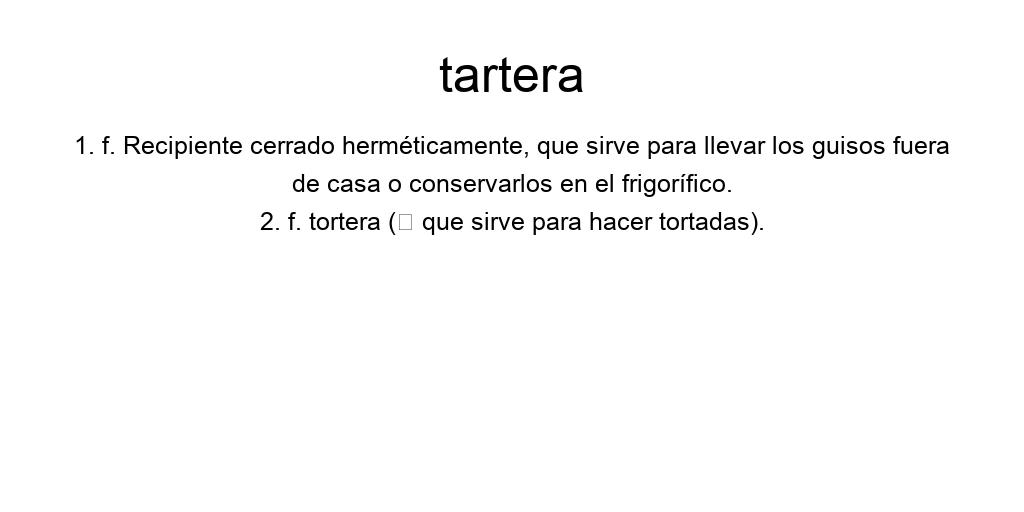 tartera
1. f. Recipiente cerrado herméticamente, que sirve para llevar los guisos fuera
de casa o conservarlos en el frigorífico.
2. f. tortera (▯ que sirve para hacer tortadas).